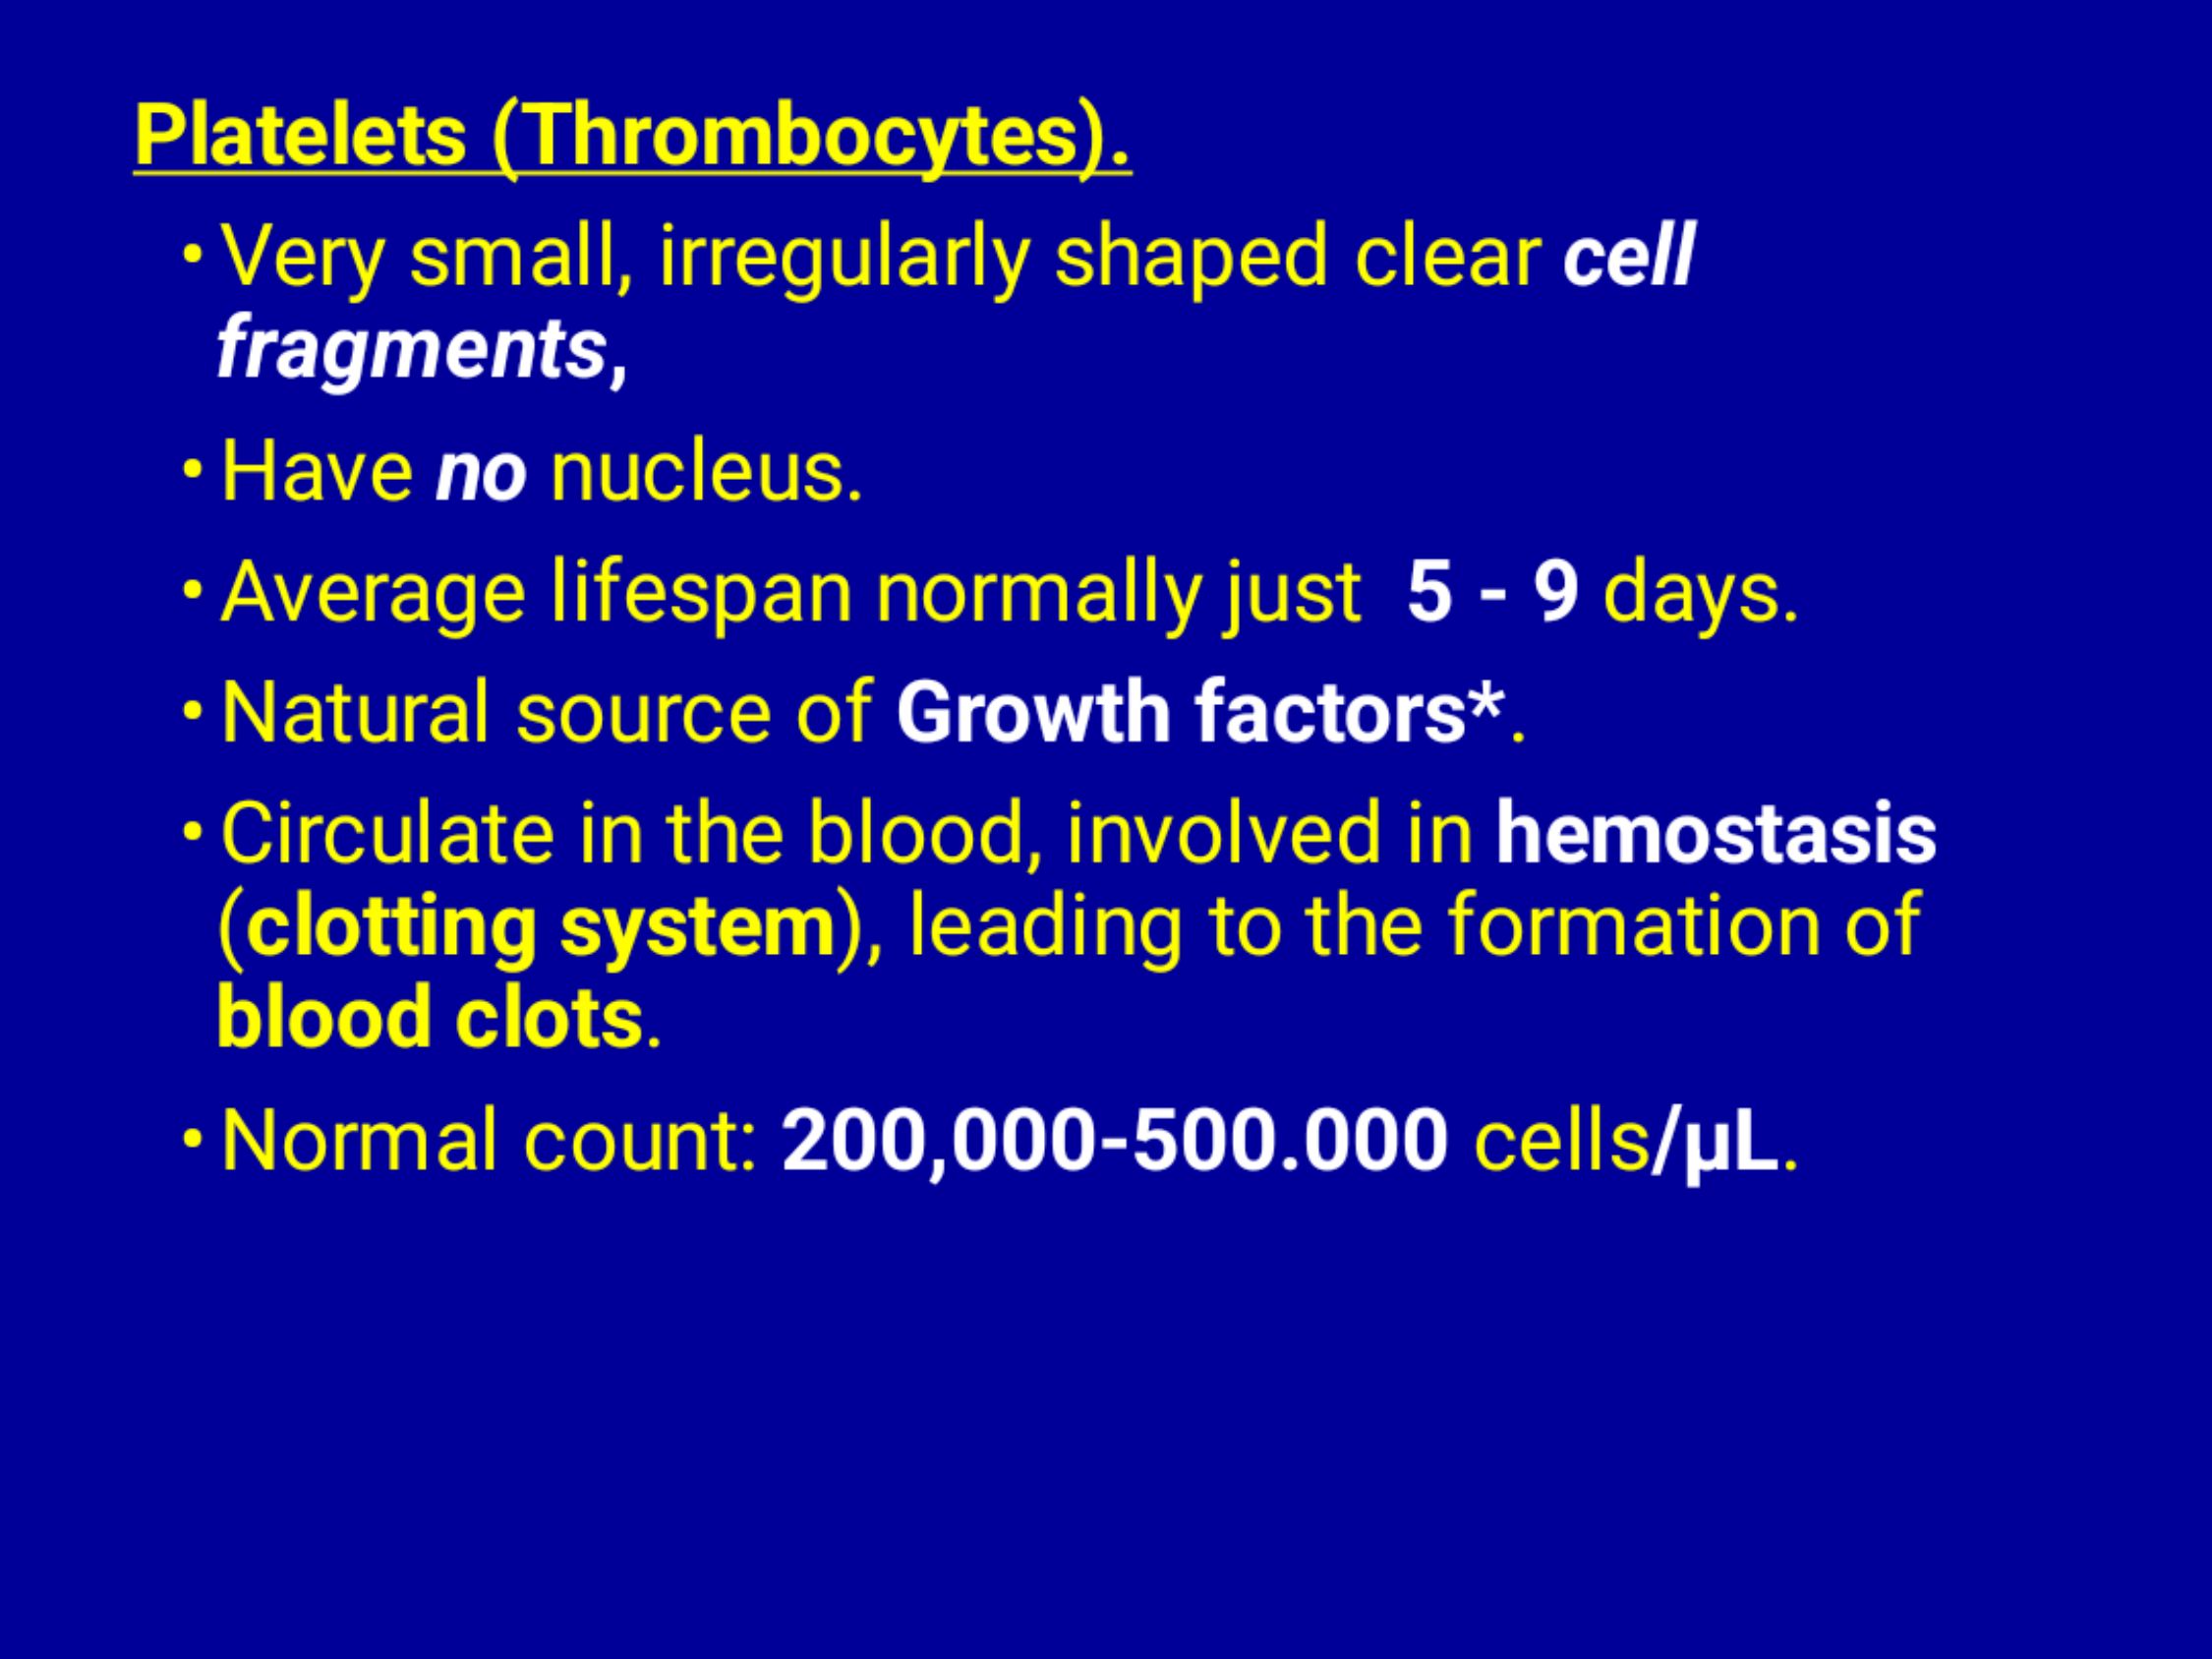 Platelets (Thrombocytes).
• Very small, irregularly shaped clear cell
fragments,
• Have no nucleus.
• Average lifespan normally just  5 - 9 days.
• Natural source of Growth factors*.
• Circulate in the blood, involved in hemostasis
(clotting system), leading to the formation of
blood clots.
• Normal count: 200,000-500.000 cells/µL.